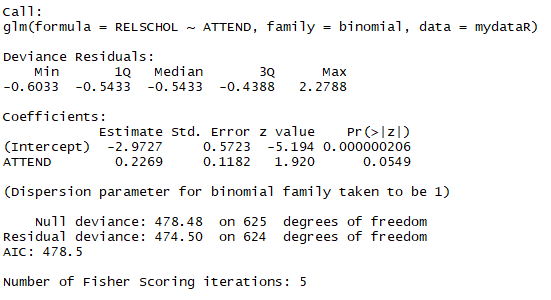 Call:
glm(formula = RELSCHOL ~ ATTEND, family = binomial, data = mydataR)
Deviance Residuals:
Min 1Q Median 3Q Max
-0.6033 -0.5433 -0.5433 -0.4388 2.2788
Coefficients:
Estimate Std. Error z value Pr(>|z|)
(Intercept) -2.9727 0.5723 -5.194 0.000000206
ATTEND 0.2269 0.1182 1.920 0.0549
(Dispersion parameter for binomial family taken to be 1)
Null deviance: 478.48 on 625 degrees of freedom
Residual deviance: 474.50 on 624 degrees of freedom
AIC: 478.5
Number of Fisher Scoring iterations: 5